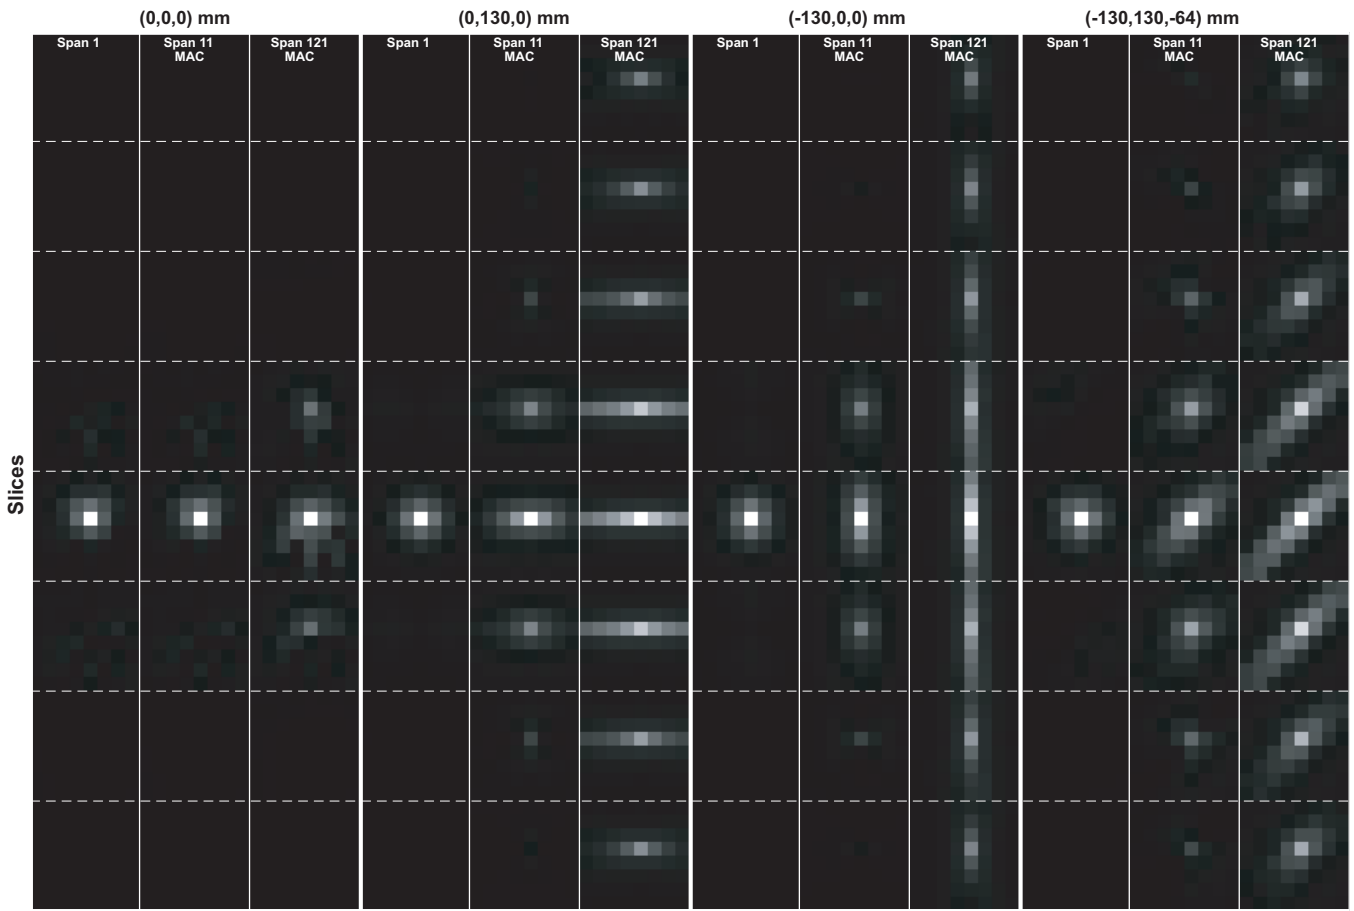 (0,0,0) mm
(0,130,0) mm
(-130,0,0) mm
(-130,130,-64) mm
Span 1
Span 11
MAC
Span 121
MAC
Span 1
Span 11
MAC
Span 121
MAC
Span 1
Span 11
MAC
Span 121
MAC
Span 1
Span 11
MAC
Span 121
MAC
Slices